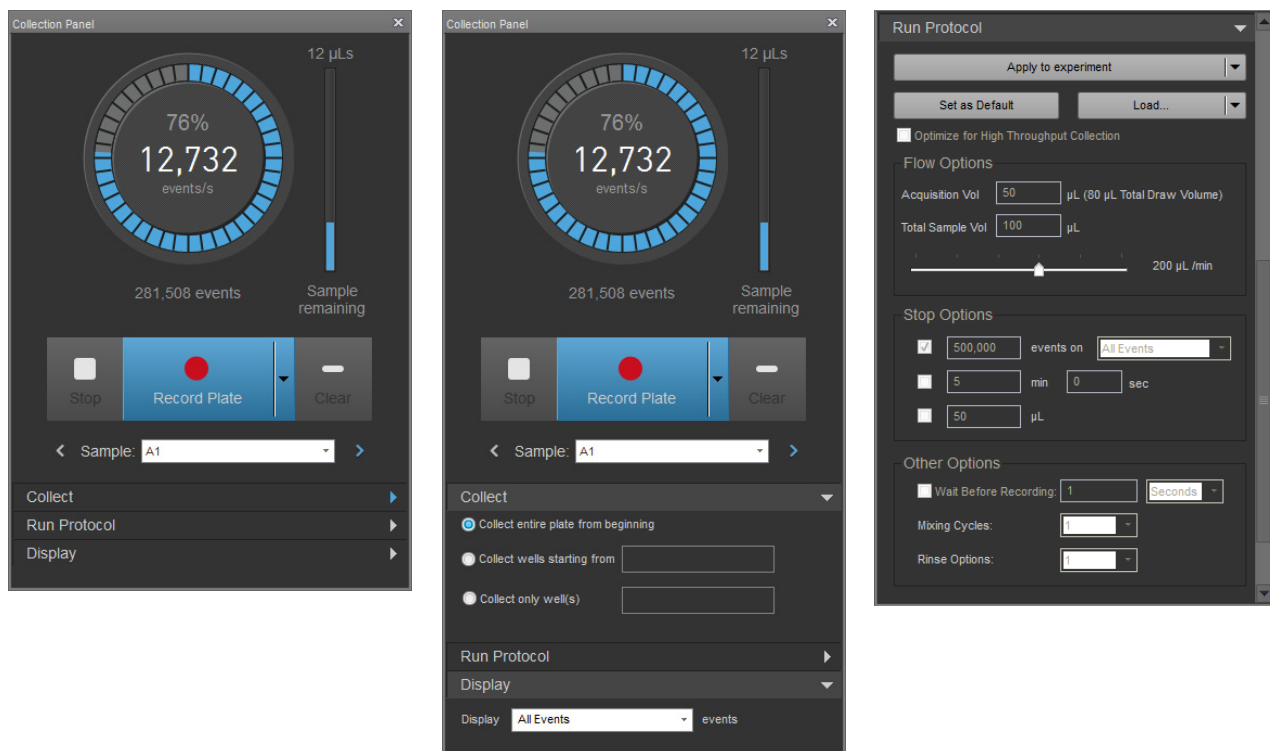 Collection Panel
12 µLs
76%
12,732
events/s
281,508 events
Sample
remaining
Stop
Record Plate
Clear
Sample: A1
Collect
Run Protocol
Display
Collection Panel
12 µLs
76%
12,732
events/s
281,508 events
Sample
remaining
Stop
Record Plate
Clear
Sample: A1
Collect
Collect entire plate from beginning
Collect wells starting from
Collect only well(s)
Run Protocol
Display
Display All Events events
Run Protocol
Apply to experiment
Set as Default Load...
Optimize for High Throughput Collection
Flow Options
Acquisition Vol 50 µL (80 µL Total Draw Volume)
Total Sample Vol 100 µL
200 µL /min
Stop Options
500,000 events on All Events
5 min 0 sec
50 µL
Other Options
Wait Before Recording: 1 Seconds
Mixing Cycles: 1
Rinse Options: 1